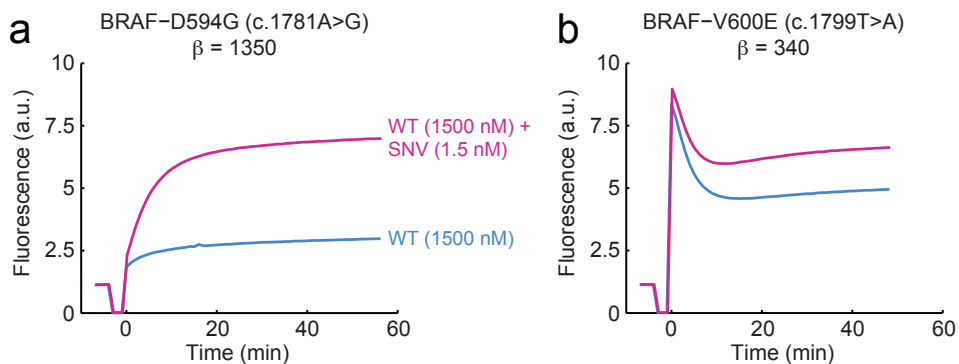 a
BRAF−D594G (c.1781A>G)
β = 1350
Fluorescence (a.u.)
10
7.5
5
2.5
0
WT (1500 nM) +
SNV (1.5 nM)
WT (1500 nM)
0
20
40
60
Time (min)
b
BRAF−V600E (c.1799T>A)
β = 340
Fluorescence (a.u.)
10
7.5
5
2.5
0
0
20
40
60
Time (min)